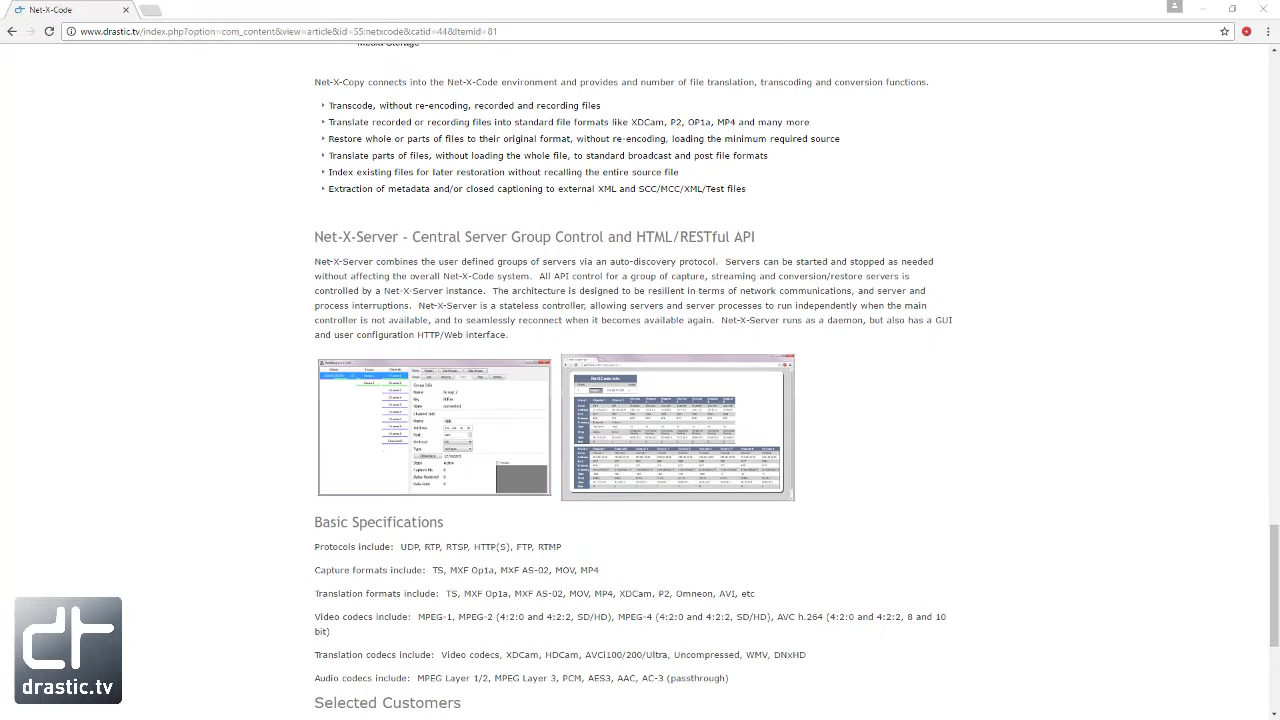 Net-X-Code
www.drastic.tv/index.php?option=com_content&view=article&id=55:netxcode&catid=44&Itemid=81
Media Storage
Net-X-Copy connects into the Net-X-Code environment and provides and number of file translation, transcoding and conversion functions.
Transcode, without re-encoding, recorded and recording files
Translate recorded or recording files into standard file formats like XDCam, P2, OP1a, MP4 and many more
Restore whole or parts of files to their original format, without re-encoding, loading the minimum required source
Translate parts of files, without loading the whole file, to standard broadcast and post file formats
Index existing files for later restoration without recalling the entire source file
Extraction of metadata and/or closed captioning to external XML and SCC/MCC/XML/Test files
Net-X-Server - Central Server Group Control and HTML/RESTful API
Net-X-Server combines the user defined groups of servers via an auto-discovery protocol. Servers can be started and stopped as needed
without affecting the overall Net-X-Code system. All API control for a group of capture, streaming and conversion/restore servers is
controlled by a Net-X-Server instance. The architecture is designed to be resilient in terms of network communications, and server and
process interruptions. Net-X-Server is a stateless controller, allowing servers and server processes to run independently when the main
controller is not available, and to seamlessly reconnect when it becomes available again. Net-X-Server runs as a daemon, but also has a GUI
and user configuration HTTP/Web interface.
Group Info
Name
Key
State
connected
Channel Info
Name
Address
Port
Protocol
Type
State
Active
Basic Specifications
Protocols include: UDP, RTP, RTSP, HTTP(S), FTP, RTMP
Capture formats include: TS, MXF Op1a, MXF AS-02, MOV, MP4
Translation formats include: TS, MXF Op1a, MXF AS-02, MOV, MP4, XDCam, P2, Omneon, AVI, etc
Video codecs include: MPEG-1, MPEG-2 (4:2:0 and 4:2:2, SD/HD), MPEG-4 (4:2:0 and 4:2:2, SD/HD), AVC h.264 (4:2:0 and 4:2:2, 8 and 10
bit)
Translation codecs include: Video codecs, XDCam, HDCam, AVCi100/200/Ultra, Uncompressed, WMV, DNxHD
Audio codecs include: MPEG Layer 1/2, MPEG Layer 3, PCM, AES3, AAC, AC-3 (passthrough)
Selected Customers
drastic.tv